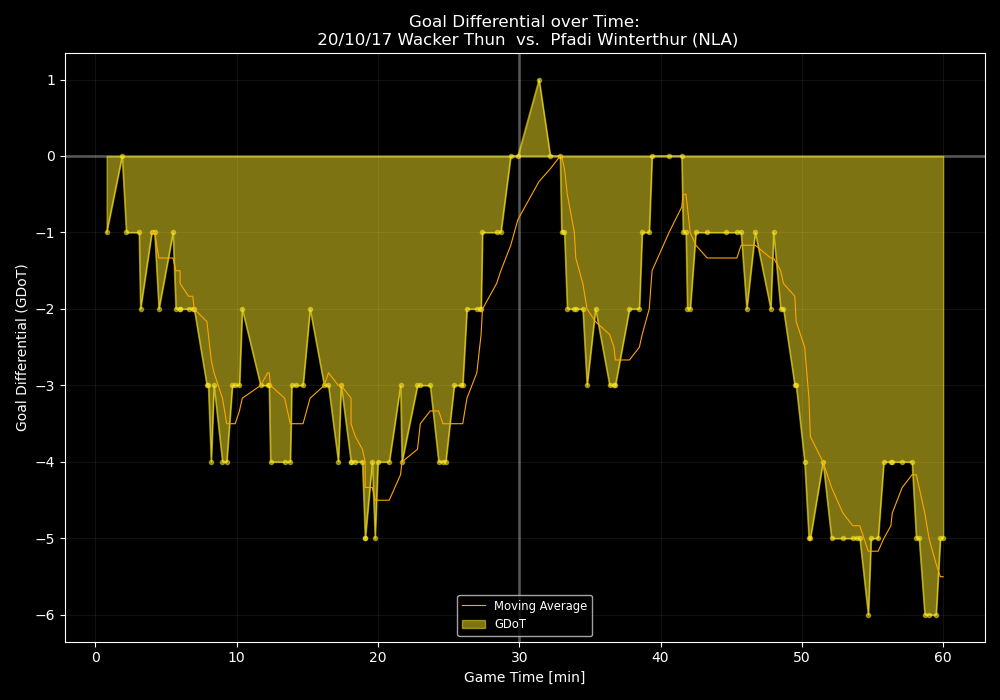 Goal Differential over Time:
20/10/17 Wacker Thun  vs.  Pfadi Winterthur (NLA)
Goal Differential (GDoT)
1
0
−1
−2
−3
−4
−5
−6
Moving Average
GDoT
0 10 20 30 40 50 60
Game Time [min]